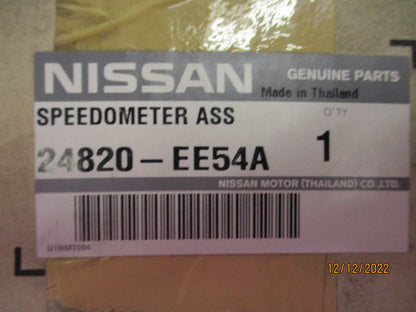 NISSAN GENUINE PARTS
Made in Thailand
SPEEDOMETER ASS Q'TY
24820-EE54A 1
NISSAN MOTOR (THAILAND) CO.,LTD.
U1NMT094
12/12/2022